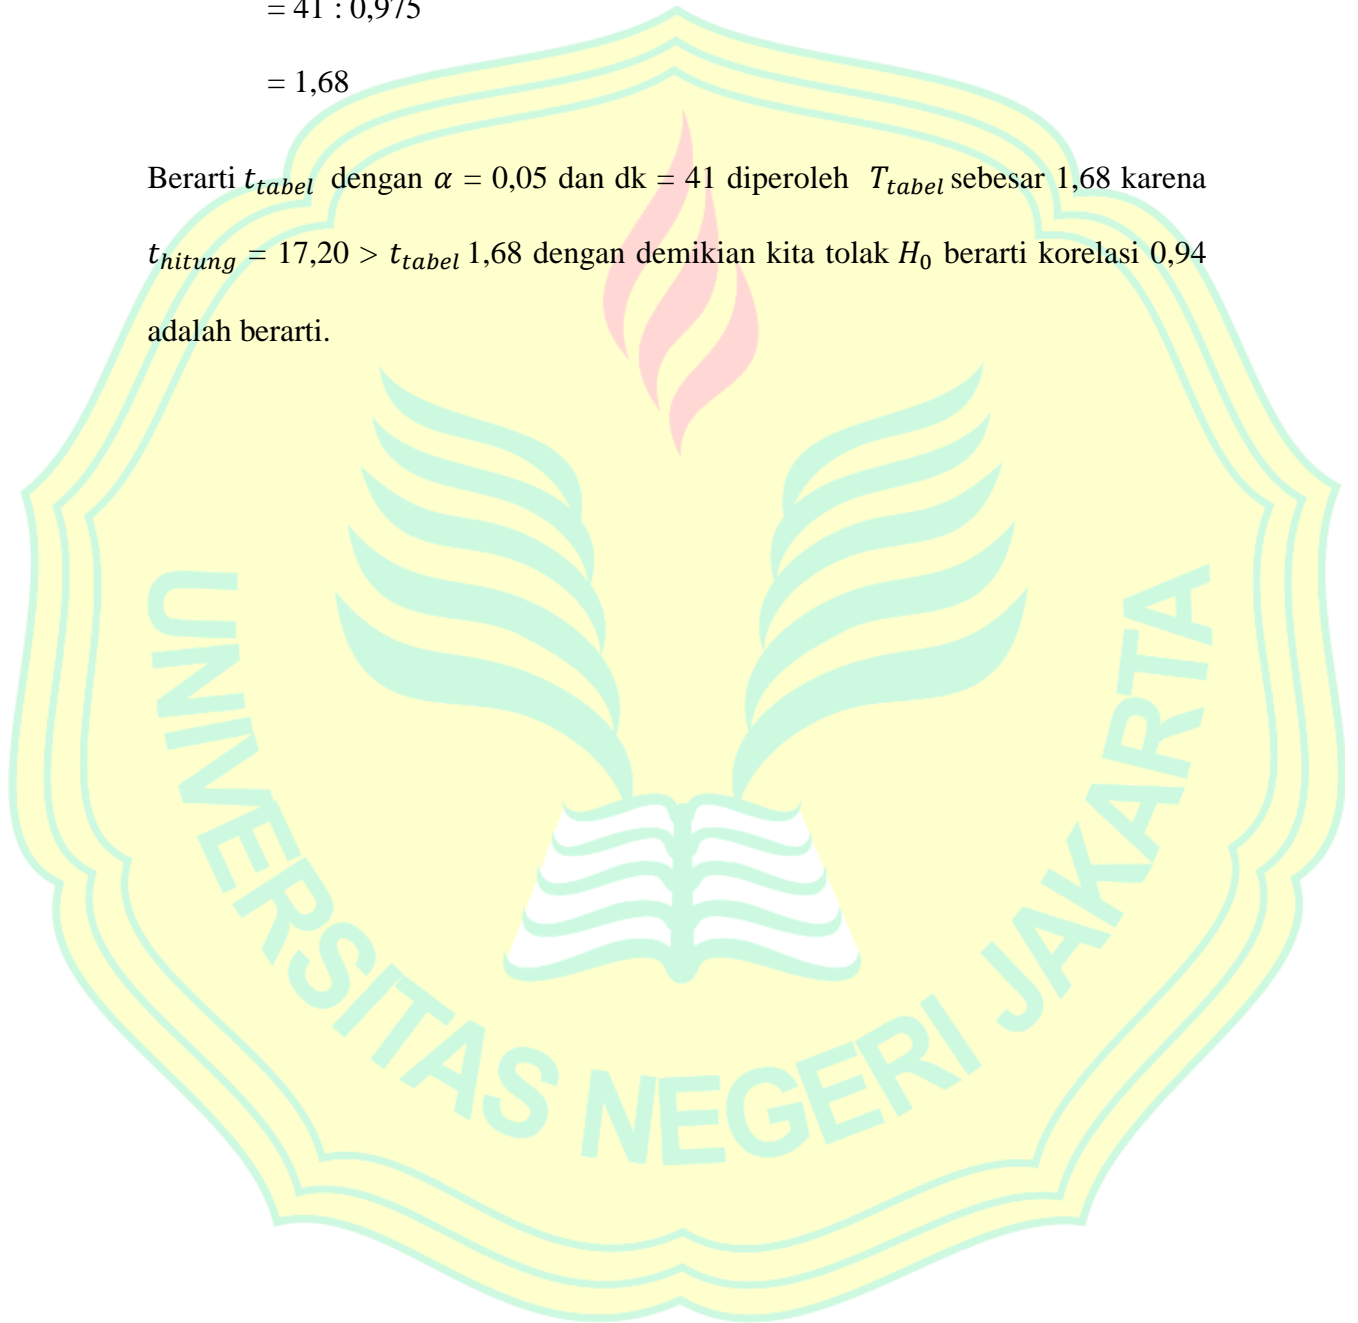 = 41 : 0,975
= 1,68
Berarti t_tabel dengan α = 0,05 dan dk = 41 diperoleh T_tabel sebesar 1,68 karena
t_hitung = 17,20 > t_tabel 1,68 dengan demikian kita tolak H₀ berarti korelasi 0,94
adalah berarti.
UNIVERSITAS NEGERI JAKARTA